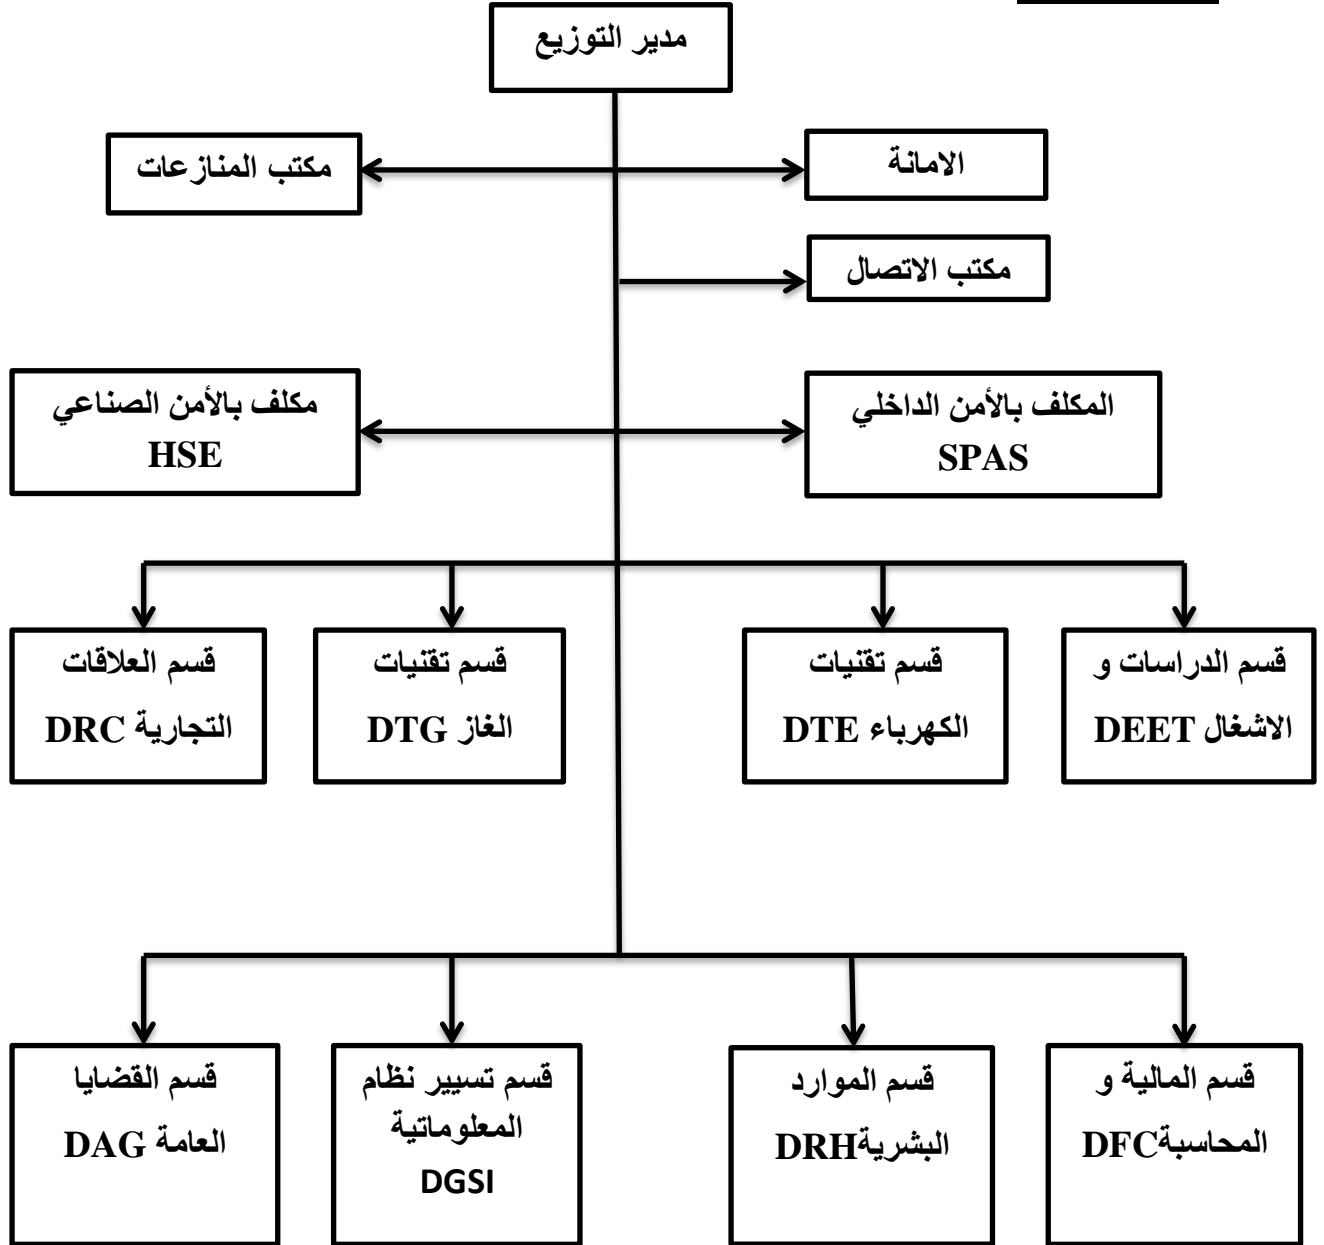 مدير التوزيع
الامانة
مكتب المنازعات
مكتب الاتصال
المكلف بالأمن الداخلي
SPAS
مكلف بالأمن الصناعي
HSE
قسم الدراسات و
الاشغال DEET
قسم تقنيات
الكهرباء DTE
قسم تقنيات
الغاز DTG
قسم العلاقات
التجارية DRC
قسم المالية و
المحاسبةDFC
قسم الموارد
البشريةDRH
قسم تسيير نظام
المعلوماتية
DGSI
قسم القضايا
العامة DAG